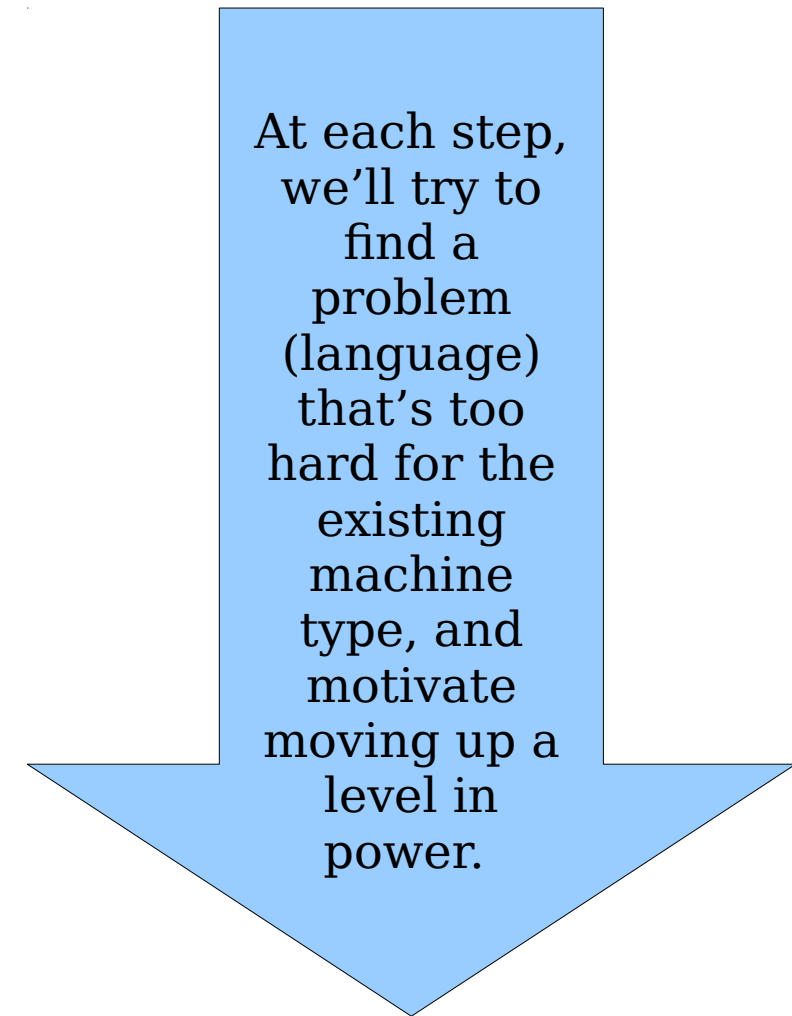 At each step,
we’ll try to
find a
problem
(language)
that’s too
hard for the
existing
machine
type, and
motivate
moving up a
level in
power.